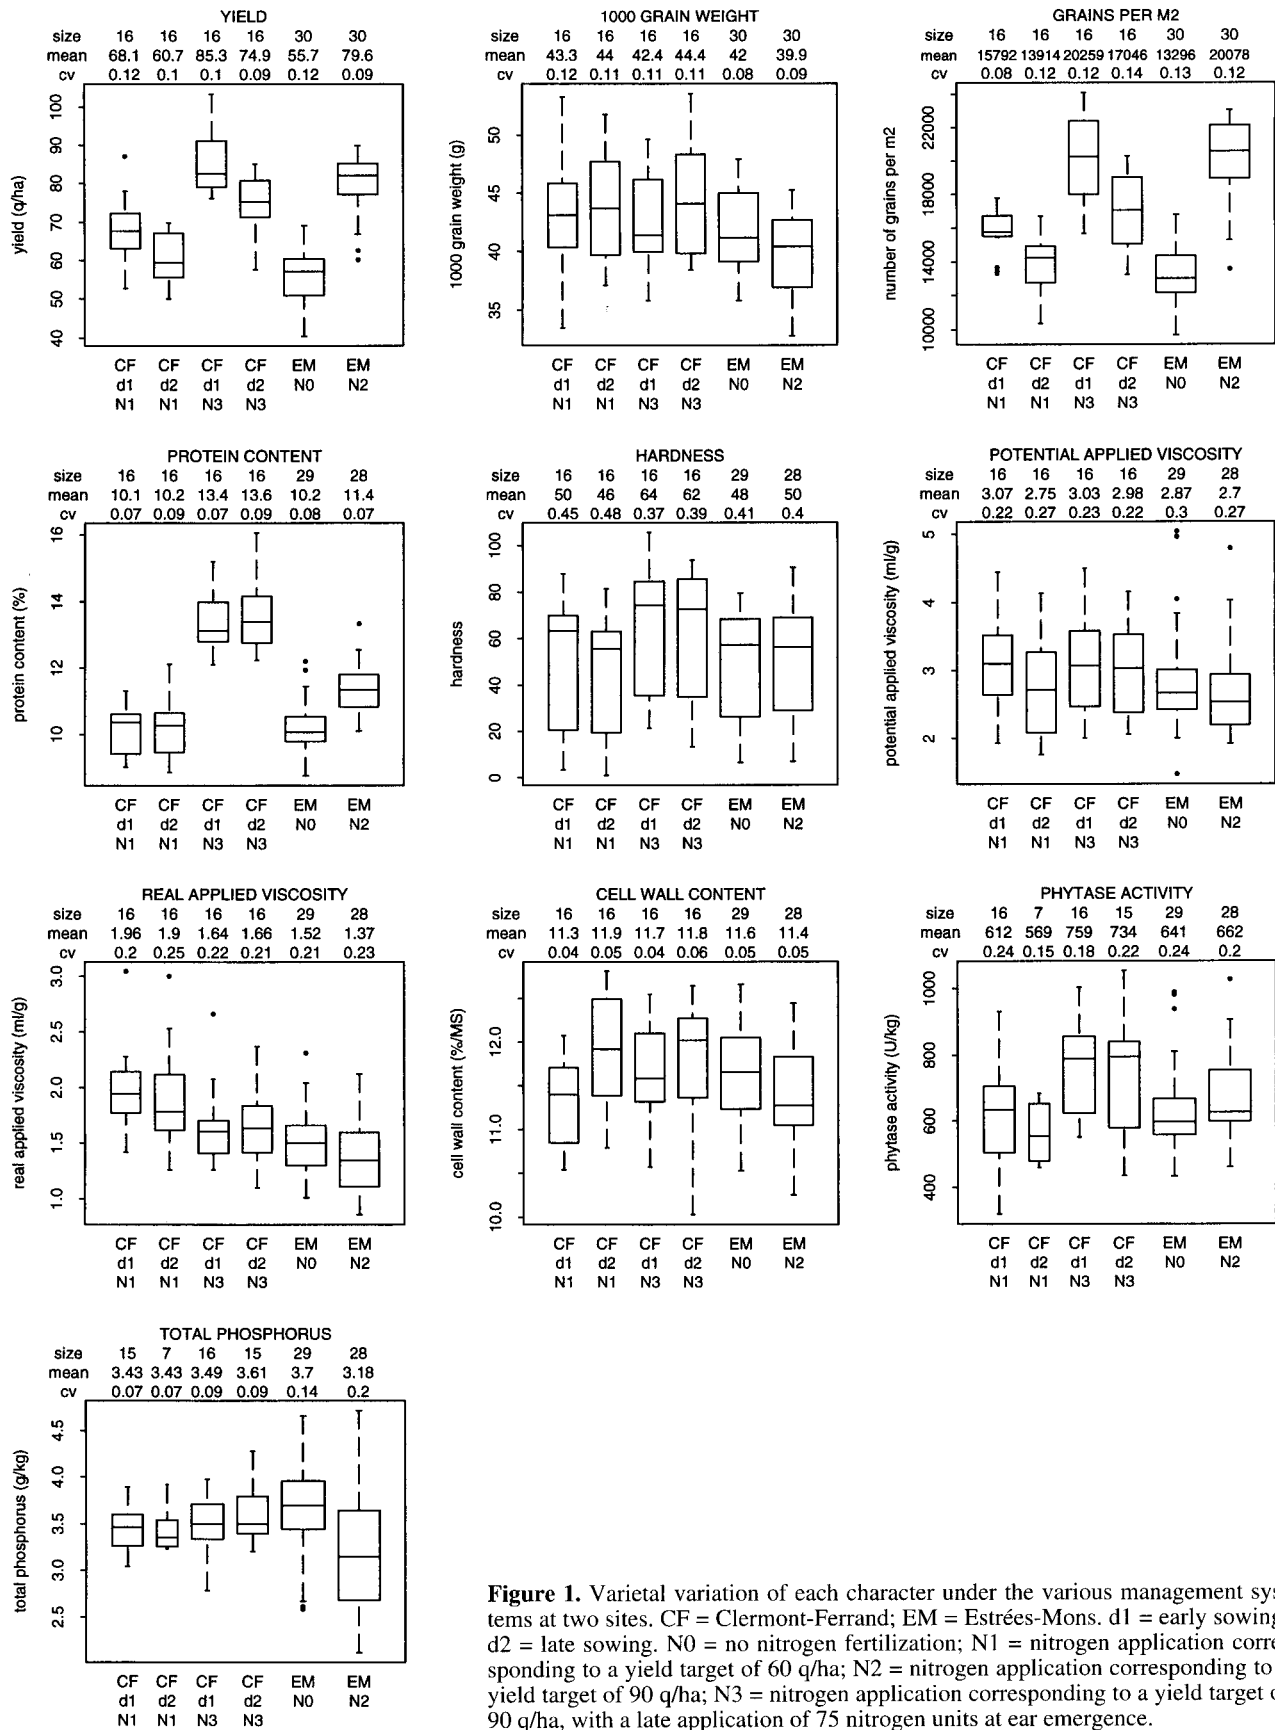 YIELD
size 16 16 16 16 30 30
mean 68.1 60.7 85.3 74.9 55.7 79.6
cv 0.12 0.1 0.1 0.09 0.12 0.09
yield (q/ha)
100
90
80
70
60
50
40
CF CF CF CF EM EM
d1 d2 d1 d2 N0 N2
N1 N1 N3 N3
1000 GRAIN WEIGHT
size 16 16 16 16 30 30
mean 43.3 44 42.4 44.4 42 39.9
cv 0.12 0.11 0.11 0.11 0.08 0.09
1000 grain weight (g)
50
45
40
35
CF CF CF CF EM EM
d1 d2 d1 d2 N0 N2
N1 N1 N3 N3
GRAINS PER M2
size 16 16 16 16 30 30
mean 15792 13914 20259 17046 13296 20078
cv 0.08 0.12 0.12 0.14 0.13 0.12
number of grains per m2
22000
18000
14000
10000
CF CF CF CF EM EM
d1 d2 d1 d2 N0 N2
N1 N1 N3 N3
PROTEIN CONTENT
size 16 16 16 16 29 28
mean 10.1 10.2 13.4 13.6 10.2 11.4
cv 0.07 0.09 0.07 0.09 0.08 0.07
protein content (%)
16
14
12
10
CF CF CF CF EM EM
d1 d2 d1 d2 N0 N2
N1 N1 N3 N3
HARDNESS
size 16 16 16 16 29 28
mean 50 46 64 62 48 50
cv 0.45 0.48 0.37 0.39 0.41 0.4
hardness
100
80
60
40
20
0
CF CF CF CF EM EM
d1 d2 d1 d2 N0 N2
N1 N1 N3 N3
POTENTIAL APPLIED VISCOSITY
size 16 16 16 16 29 28
mean 3.07 2.75 3.03 2.98 2.87 2.7
cv 0.22 0.27 0.23 0.22 0.3 0.27
potential applied viscosity (ml/g)
5
4
3
2
CF CF CF CF EM EM
d1 d2 d1 d2 N0 N2
N1 N1 N3 N3
REAL APPLIED VISCOSITY
size 16 16 16 16 29 28
mean 1.96 1.9 1.64 1.66 1.52 1.37
cv 0.2 0.25 0.22 0.21 0.21 0.23
real applied viscosity (ml/g)
3.0
2.5
2.0
1.5
1.0
CF CF CF CF EM EM
d1 d2 d1 d2 N0 N2
N1 N1 N3 N3
CELL WALL CONTENT
size 16 16 16 16 29 28
mean 11.3 11.9 11.7 11.8 11.6 11.4
cv 0.04 0.05 0.04 0.06 0.05 0.05
cell wall content (%/MS)
12.0
11.0
10.0
CF CF CF CF EM EM
d1 d2 d1 d2 N0 N2
N1 N1 N3 N3
PHYTASE ACTIVITY
size 16 7 16 15 29 28
mean 612 569 759 734 641 662
cv 0.24 0.15 0.18 0.22 0.24 0.2
phytase activity (U/kg)
1000
800
600
400
CF CF CF CF EM EM
d1 d2 d1 d2 N0 N2
N1 N1 N3 N3
TOTAL PHOSPHORUS
size 15 7 16 15 29 28
mean 3.43 3.43 3.49 3.61 3.7 3.18
cv 0.07 0.07 0.09 0.09 0.14 0.2
total phosphorus (g/kg)
4.5
4.0
3.5
3.0
2.5
CF CF CF CF EM EM
d1 d2 d1 d2 N0 N2
N1 N1 N3 N3
Figure 1. Varietal variation of each character under the various management sys-
tems at two sites. CF = Clermont-Ferrand; EM = Estrées-Mons. d1 = early sowing
d2 = late sowing. N0 = no nitrogen fertilization; N1 = nitrogen application corre-
sponding to a yield target of 60 q/ha; N2 = nitrogen application corresponding to
yield target of 90 q/ha; N3 = nitrogen application corresponding to a yield target o
90 q/ha, with a late application of 75 nitrogen units at ear emergence.